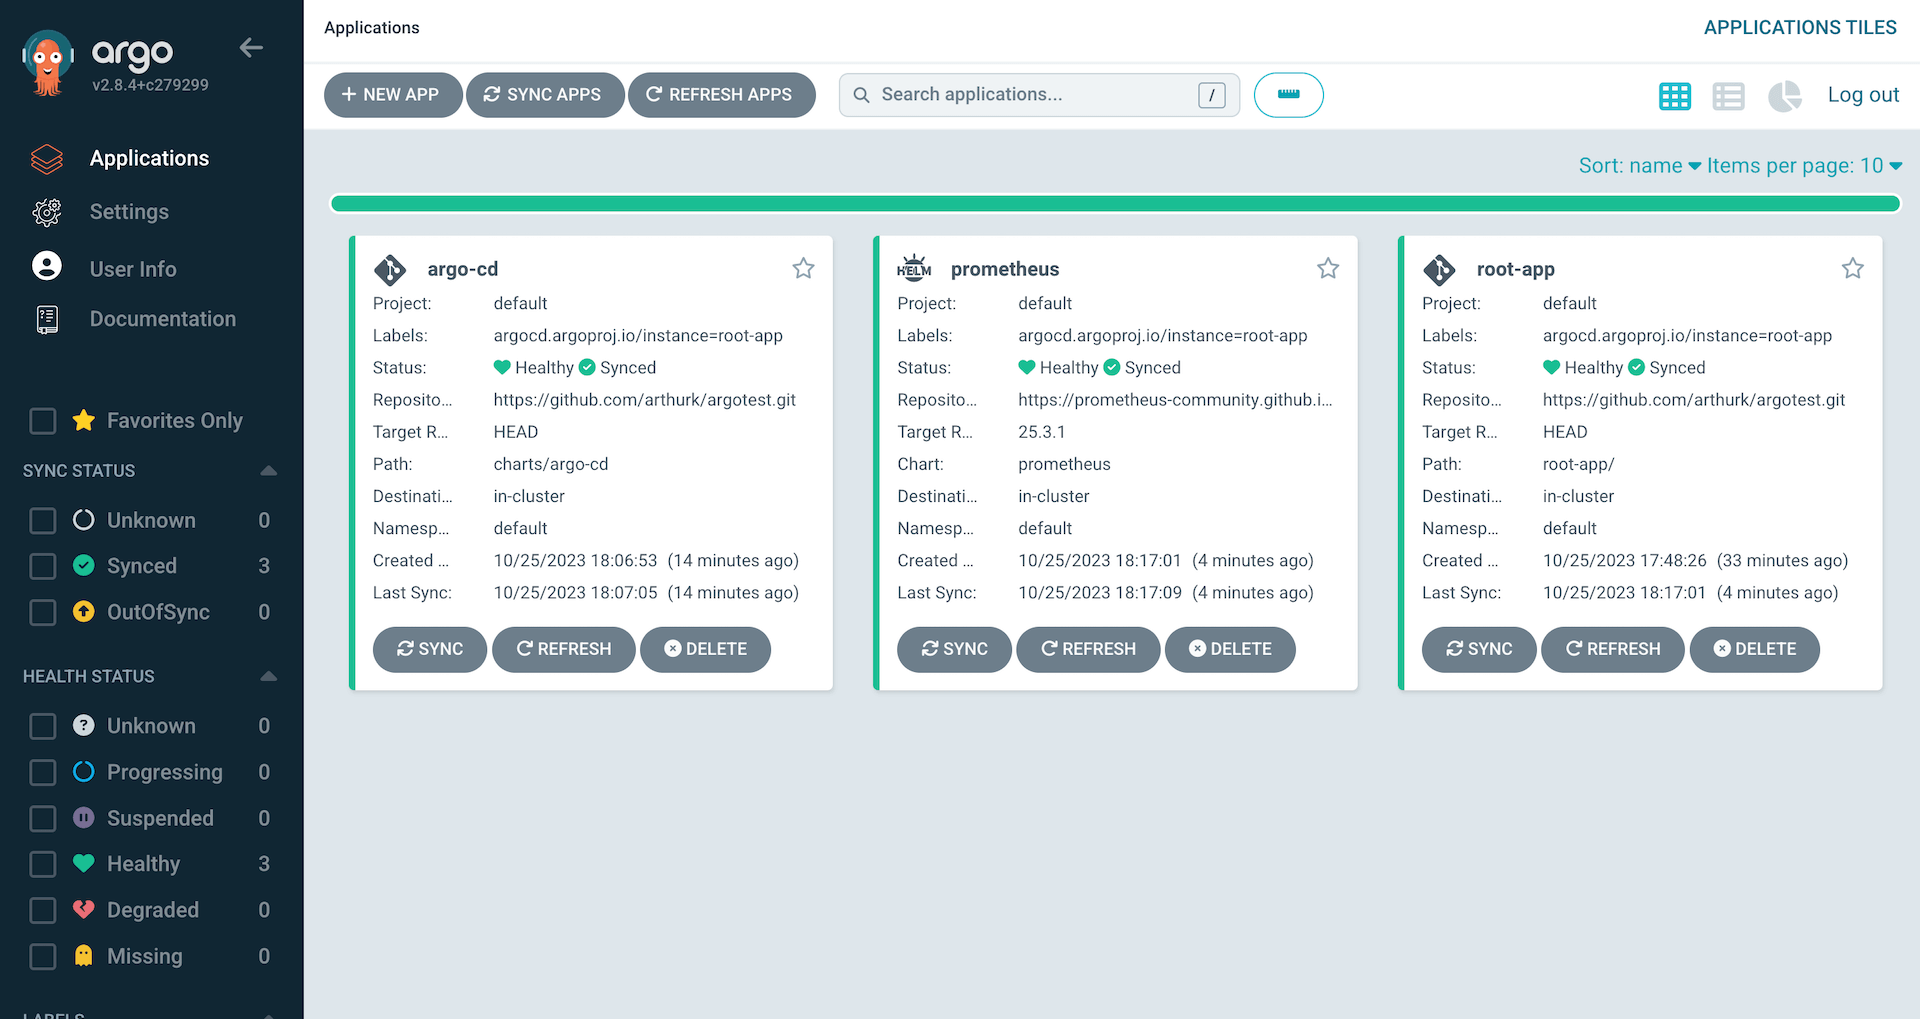 argo
v2.8.4+c279299
Applications
Settings
User Info
Documentation
Favorites Only
SYNC STATUS
Unknown 0
Synced 3
OutOfSync 0
HEALTH STATUS
Unknown 0
Progressing 0
Suspended 0
Healthy 3
Degraded 0
Missing 0
LABELS
Applications
APPLICATIONS TILES
NEW APP SYNC APPS REFRESH APPS Search applications... / Log out
Sort: name Items per page: 10
argo-cd
Project: default
Labels: argocd.argoproj.io/instance=root-app
Status: Healthy Synced
Reposito... https://github.com/arthurk/argotest.git
Target R... HEAD
Path: charts/argo-cd
Destinati... in-cluster
Namesp... default
Created ... 10/25/2023 18:06:53 (14 minutes ago)
Last Sync: 10/25/2023 18:07:05 (14 minutes ago)
SYNC REFRESH DELETE
HELM prometheus
Project: default
Labels: argocd.argoproj.io/instance=root-app
Status: Healthy Synced
Reposito... https://prometheus-community.github.i...
Target R... 25.3.1
Chart: prometheus
Destinati... in-cluster
Namesp... default
Created ... 10/25/2023 18:17:01 (4 minutes ago)
Last Sync: 10/25/2023 18:17:09 (4 minutes ago)
SYNC REFRESH DELETE
root-app
Project: default
Labels: argocd.argoproj.io/instance=root-app
Status: Healthy Synced
Reposito... https://github.com/arthurk/argotest.git
Target R... HEAD
Path: root-app/
Destinati... in-cluster
Namesp... default
Created ... 10/25/2023 17:48:26 (33 minutes ago)
Last Sync: 10/25/2023 18:17:01 (4 minutes ago)
SYNC REFRESH DELETE